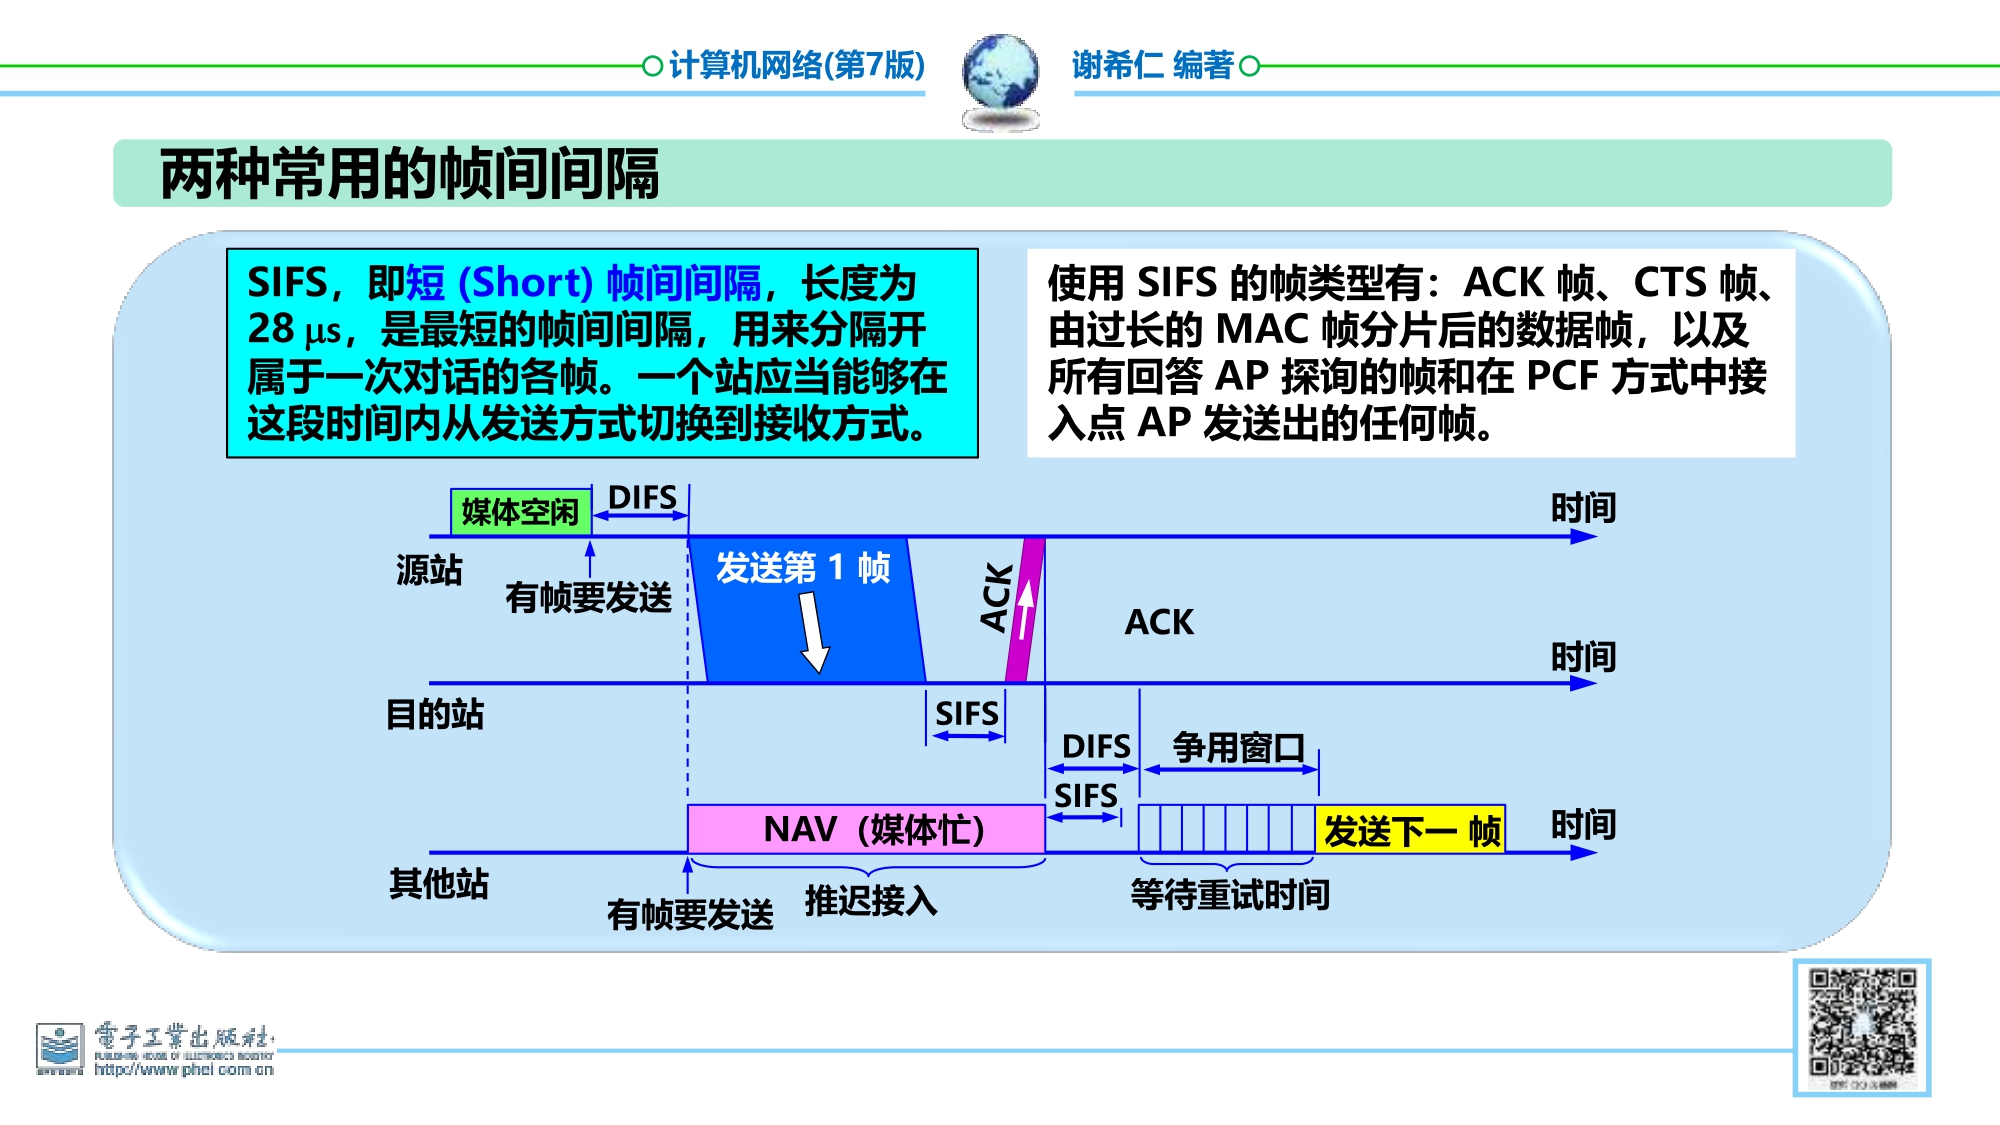 计算机网络(第7版)
谢希仁 编著
两种常用的帧间间隔
SIFS，即短 (Short) 帧间间隔，长度为
28 μs，是最短的帧间间隔，用来分隔开
属于一次对话的各帧。一个站应当能够在
这段时间内从发送方式切换到接收方式。
使用 SIFS 的帧类型有：ACK 帧、CTS 帧、
由过长的 MAC 帧分片后的数据帧，以及
所有回答 AP 探询的帧和在 PCF 方式中接
入点 AP 发送出的任何帧。
媒体空闲
DIFS
时间
源站
有帧要发送
发送第 1 帧
ACK
ACK
时间
目的站
SIFS
DIFS
争用窗口
SIFS
NAV（媒体忙）
发送下一 帧
时间
其他站
有帧要发送
推迟接入
等待重试时间
電子工業出版社
PUBLISHING HOUSE OF ELECTRONICS INDUSTRY
http://www.phei.com.cn